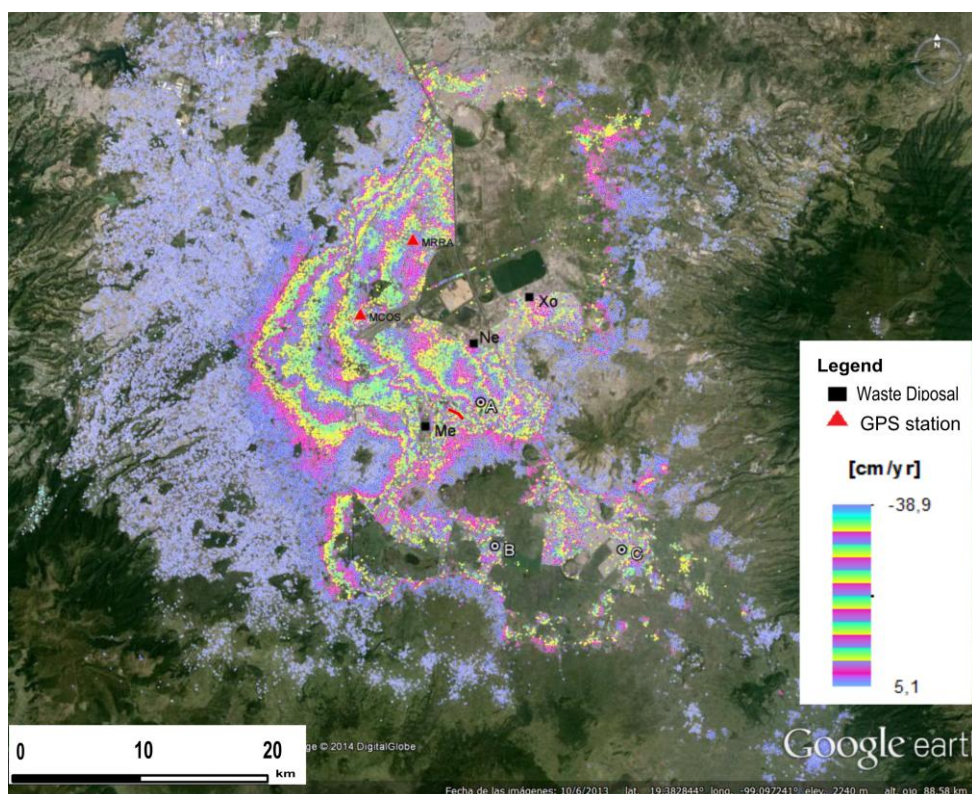 N
MRRA
MCOS
Xo
Ne
A
Me
B
C
Legend
Waste Diposal
GPS station
[cm/yr]
-38,9
5,1
0 10 20
km
ge © 2014 DigitalGlobe
Google earth
Fecha de las imágenes: 10/6/2013 lat. 19.382844° long. -99.097241° elev. 2240 m alt. ojo 88.58 km